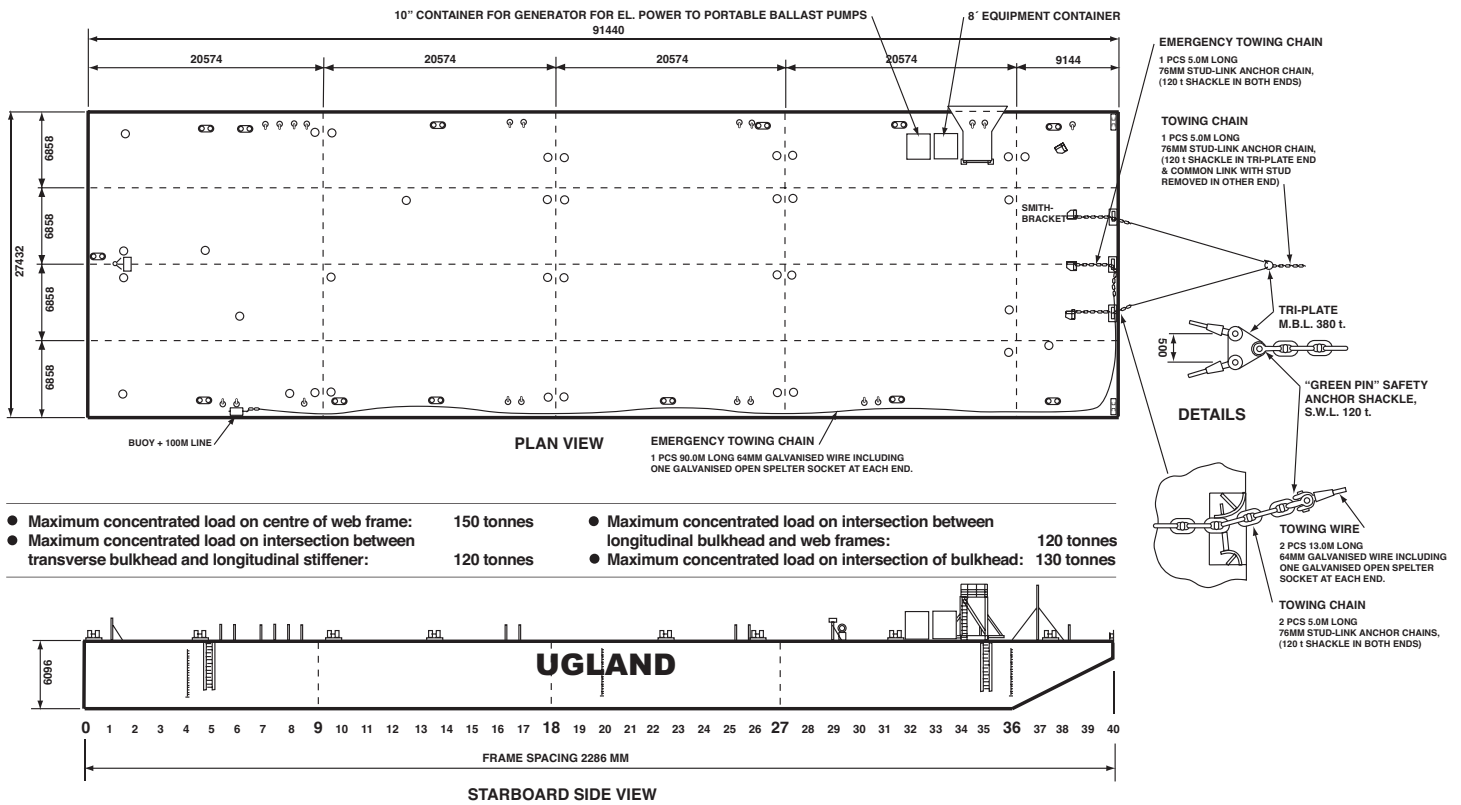 10” CONTAINER FOR GENERATOR FOR EL. POWER TO PORTABLE BALLAST PUMPS
8´ EQUIPMENT CONTAINER
91440
20574
20574
20574
20574
9144
EMERGENCY TOWING CHAIN
1 PCS 5.0M LONG
76MM STUD-LINK ANCHOR CHAIN,
(120 t SHACKLE IN BOTH ENDS)
TOWING CHAIN
1 PCS 5.0M LONG
76MM STUD-LINK ANCHOR CHAIN,
(120 t SHACKLE IN TRI-PLATE END
& COMMON LINK WITH STUD
REMOVED IN OTHER END)
27432
6858
6858
6858
6858
SMITH-
BRACKET
TRI-PLATE
M.B.L. 380 t.
500
“GREEN PIN” SAFETY
ANCHOR SHACKLE,
S.W.L. 120 t.
DETAILS
BUOY + 100M LINE
PLAN VIEW
EMERGENCY TOWING CHAIN
1 PCS 90.0M LONG 64MM GALVANISED WIRE INCLUDING
ONE GALVANISED OPEN SPELTER SOCKET AT EACH END.
● Maximum concentrated load on centre of web frame: 150 tonnes
● Maximum concentrated load on intersection between
transverse bulkhead and longitudinal stiffener: 120 tonnes
● Maximum concentrated load on intersection between
longitudinal bulkhead and web frames: 120 tonnes
● Maximum concentrated load on intersection of bulkhead: 130 tonnes
TOWING WIRE
2 PCS 13.0M LONG
64MM GALVANISED WIRE INCLUDING
ONE GALVANISED OPEN SPELTER
SOCKET AT EACH END.
TOWING CHAIN
2 PCS 5.0M LONG
76MM STUD-LINK ANCHOR CHAINS,
(120 t SHACKLE IN BOTH ENDS)
6096
UGLAND
0 1 2 3 4 5 6 7 8 9 10 11 12 13 14 15 16 17 18 19 20 21 22 23 24 25 26 27 28 29 30 31 32 33 34 35 36 37 38 39 40
FRAME SPACING 2286 MM
STARBOARD SIDE VIEW